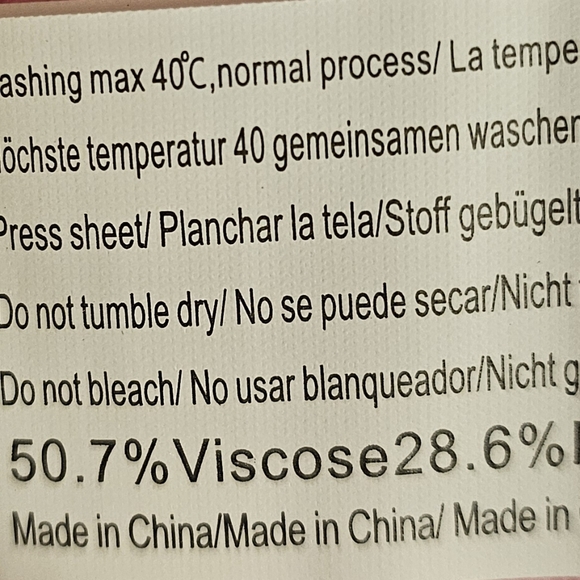 ashing max 40℃,normal process/ La tempe
öchste temperatur 40 gemeinsamen waschen
Press sheet/ Planchar la tela/Stoff gebügelt
Do not tumble dry/ No se puede secar/Nicht
Do not bleach/ No usar blanqueador/Nicht g
50.7%Viscose28.6%
Made in China/Made in China/ Made in